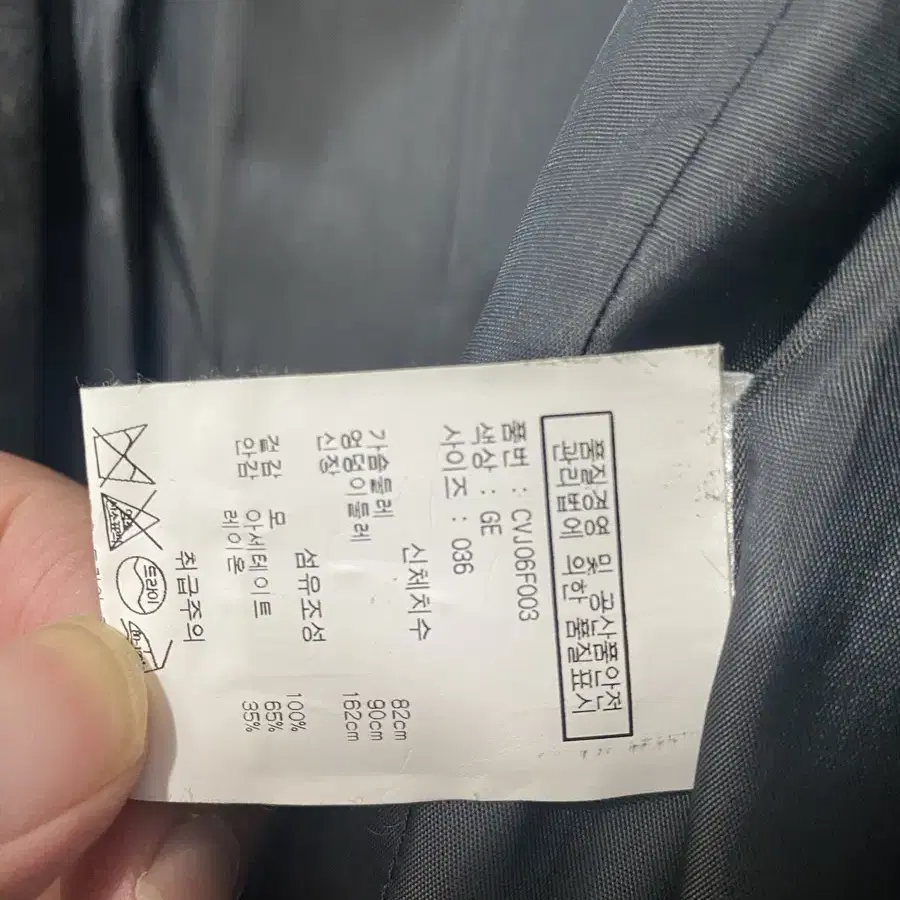 품질경영 및 공산품안전
관리법에 의한 품질표시
품번 : CVJ06F003
색상 : GE
사이즈 : 036
신체치수
가슴둘레 82cm
엉덩이둘레 90cm
신장 162cm
섬유조성
겉감 모 100%
안감 아세테이트 65%
레이온 35%
취급주의
드라이